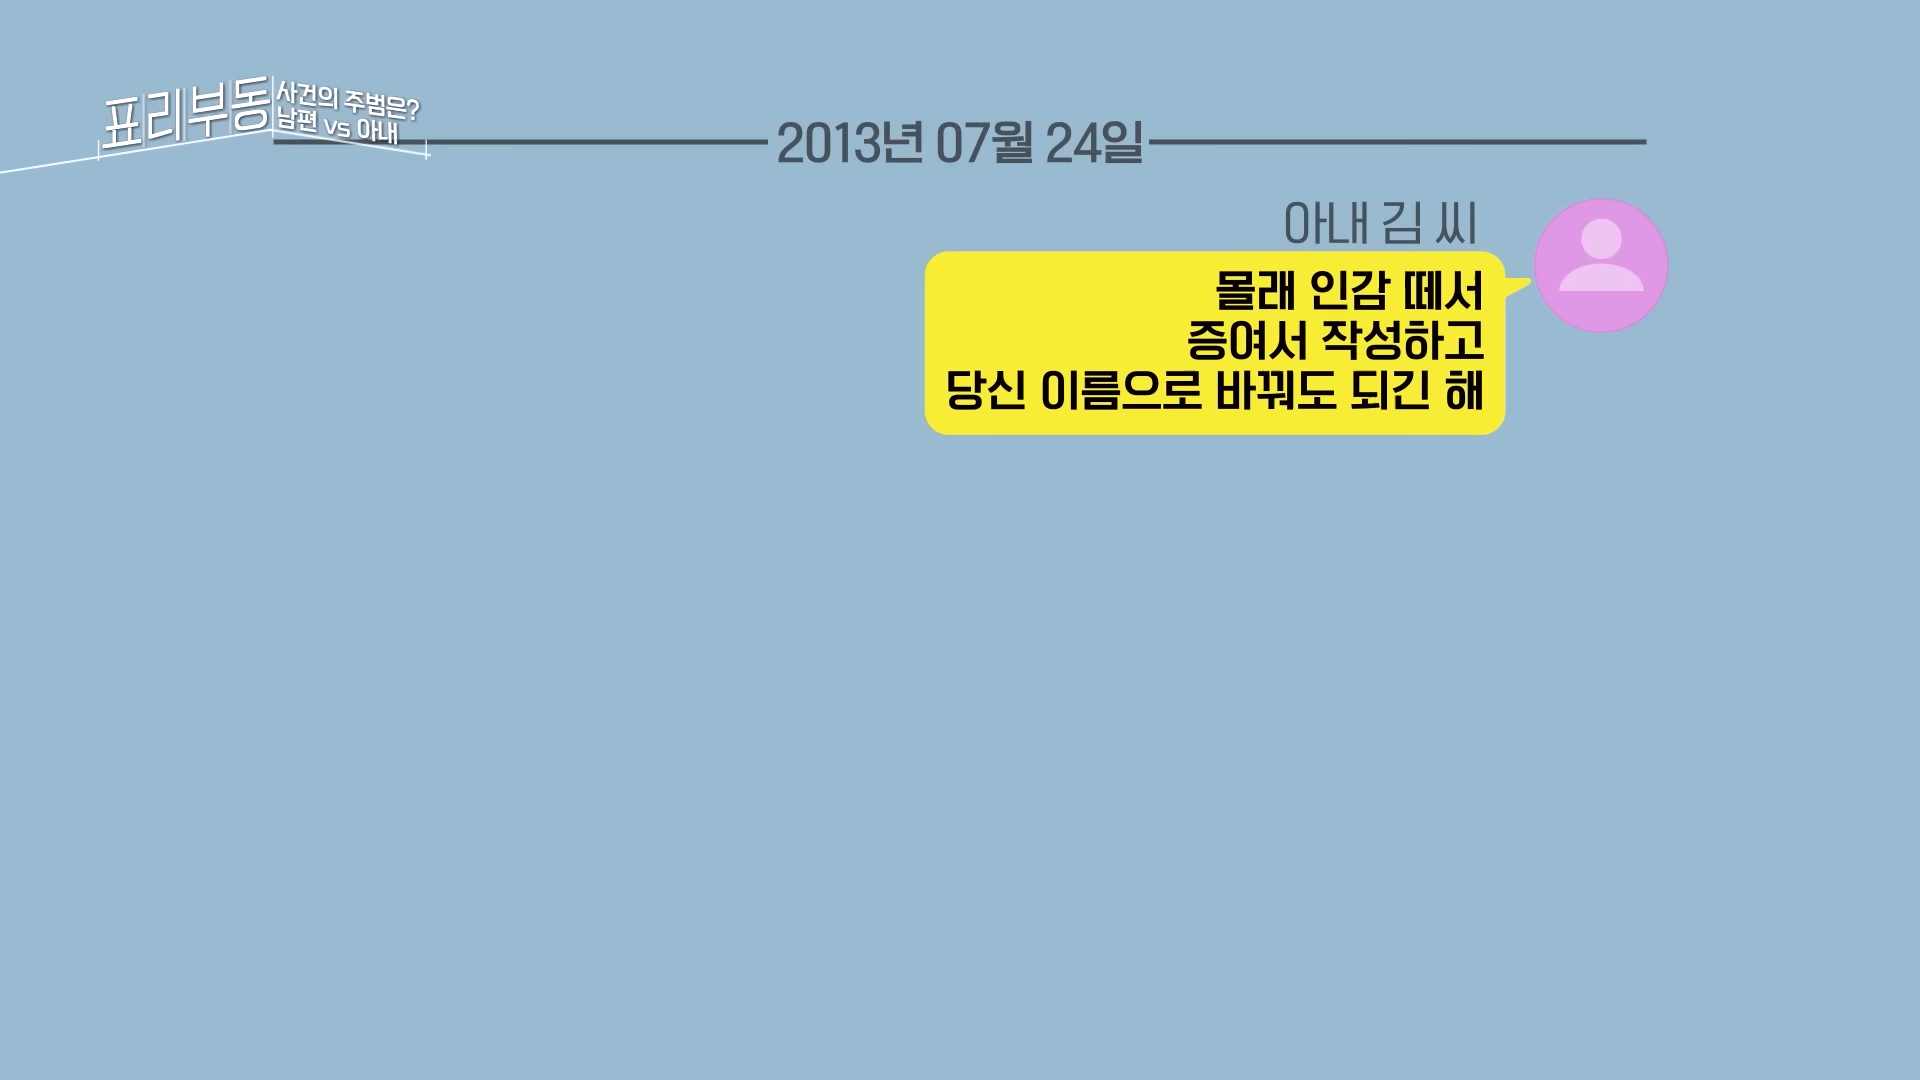 표리부동
사건의 주범은?
남편 vs 아내
2013년 07월 24일
아내 김 씨
몰래 인감 떼서
증여서 작성하고
당신 이름으로 바꿔도 되긴 해